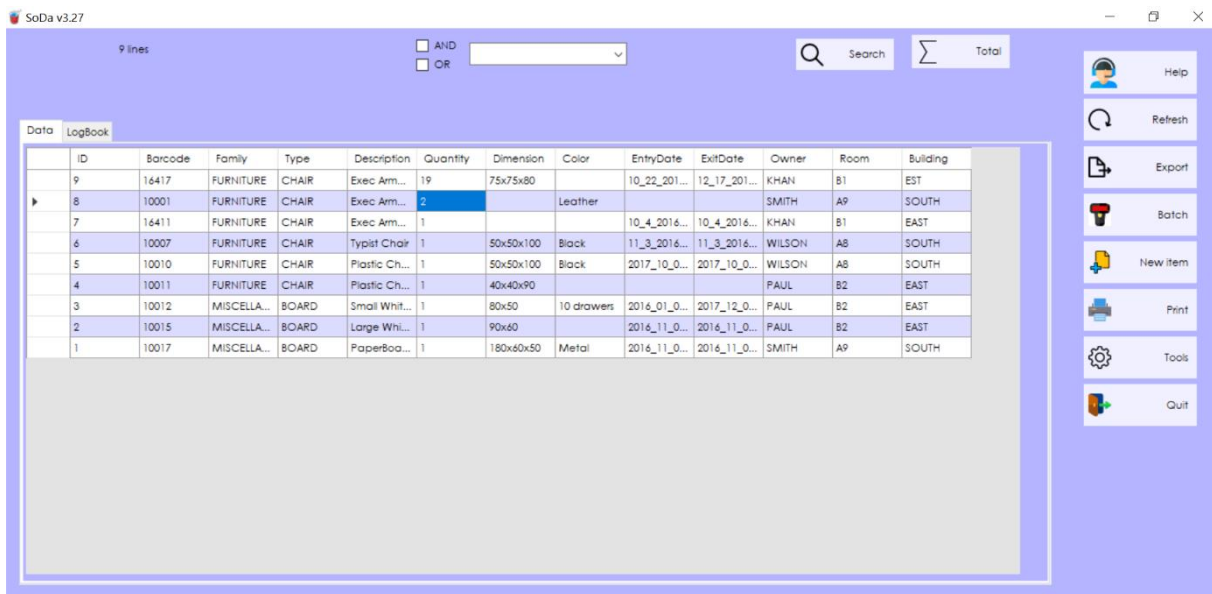 SoDa v3.27
9 lines
AND
OR
Search
Total
Help
Refresh
Export
Batch
New item
Print
Tools
Quit
Data LogBook
ID Barcode Family Type Description Quantity Dimension Color EntryDate ExitDate Owner Room Building
9 16417 FURNITURE CHAIR Exec Arm... 19 75x75x80 10_22_201... 12_17_201... KHAN B1 EST
8 10001 FURNITURE CHAIR Exec Arm... 2 Leather SMITH A9 SOUTH
7 16411 FURNITURE CHAIR Exec Arm... 1 10_4_2016... 10_4_2016... KHAN B1 EAST
6 10007 FURNITURE CHAIR Typist Chair 1 50x50x100 Black 11_3_2016... 11_3_2016... WILSON A8 SOUTH
5 10010 FURNITURE CHAIR Plastic Ch... 1 50x50x100 Black 2017_10_0... 2017_10_0... WILSON A8 SOUTH
4 10011 FURNITURE CHAIR Plastic Ch... 1 40x40x90 PAUL B2 EAST
3 10012 MISCELLA... BOARD Small Whit... 1 80x50 10 drawers 2016_01_0... 2017_12_0... PAUL B2 EAST
2 10015 MISCELLA... BOARD Large Whi... 1 90x60 2016_11_0... 2016_11_0... PAUL B2 EAST
1 10017 MISCELLA... BOARD PaperBoa... 1 180x60x50 Metal 2016_11_0... 2016_11_0... SMITH A9 SOUTH